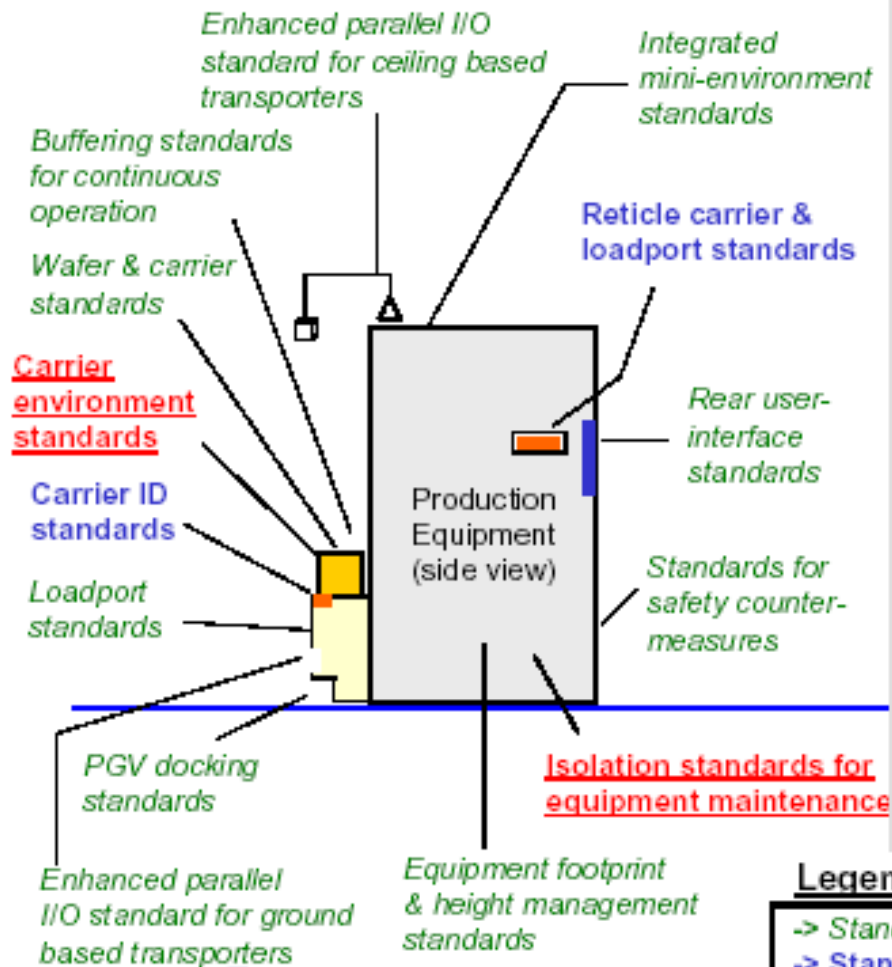 Enhanced parallel I/O
standard for ceiling based
transporters
Integrated
mini-environment
standards
Buffering standards
for continuous
operation
Reticle carrier &
loadport standards
Wafer & carrier
standards
Carrier
environment
standards
Rear user-
interface
standards
Carrier ID
standards
Production
Equipment
(side view)
Loadport
standards
Standards for
safety counter-
measures
PGV docking
standards
Isolation standards for
equipment maintenance
Enhanced parallel
I/O standard for ground
based transporters
Equipment footprint
& height management
standards
Legen
-> Stand
-> Stan